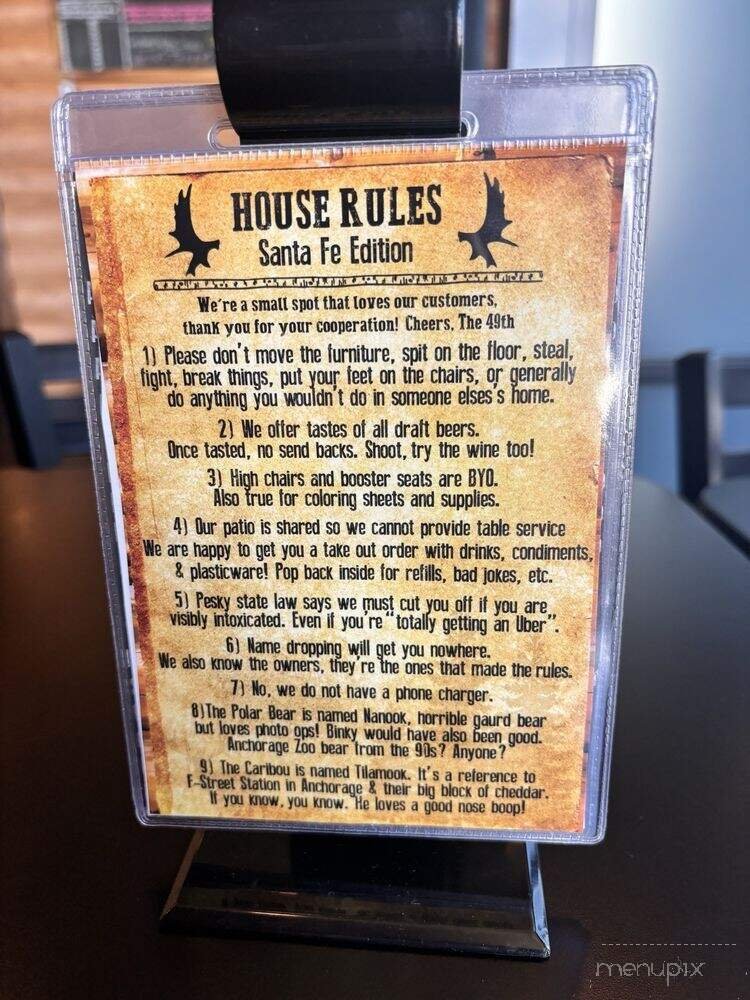 HOUSE RULES
Santa Fe Edition
We're a small spot that loves our customers,
thank you for your cooperation! Cheers, The 49th
1) Please don't move the furniture, spit on the floor, steal,
fight, break things, put your feet on the chairs, or generally
do anything you wouldn't do in someone elses's home.
2) We offer tastes of all draft beers.
Once tasted, no send backs. Shoot, try the wine too!
3) High chairs and booster seats are BYO.
Also true for coloring sheets and supplies.
4) Our patio is shared so we cannot provide table service
We are happy to get you a take out order with drinks, condiments,
& plasticware! Pop back inside for refills, bad jokes, etc.
5) Pesky state law says we must cut you off if you are
visibly intoxicated. Even if you're "totally getting an Uber".
6) Name dropping will get you nowhere.
We also know the owners, they're the ones that made the rules.
7) No, we do not have a phone charger.
8)The Polar Bear is named Nanook, horrible gaurd bear
but loves photo ops! Binky would have also been good.
Anchorage Zoo bear from the 90s? Anyone?
9) The Caribou is named Tilamook. It's a reference to
F-Street Station in Anchorage & their big block of cheddar.
If you know, you know. He loves a good nose boop!
menupix